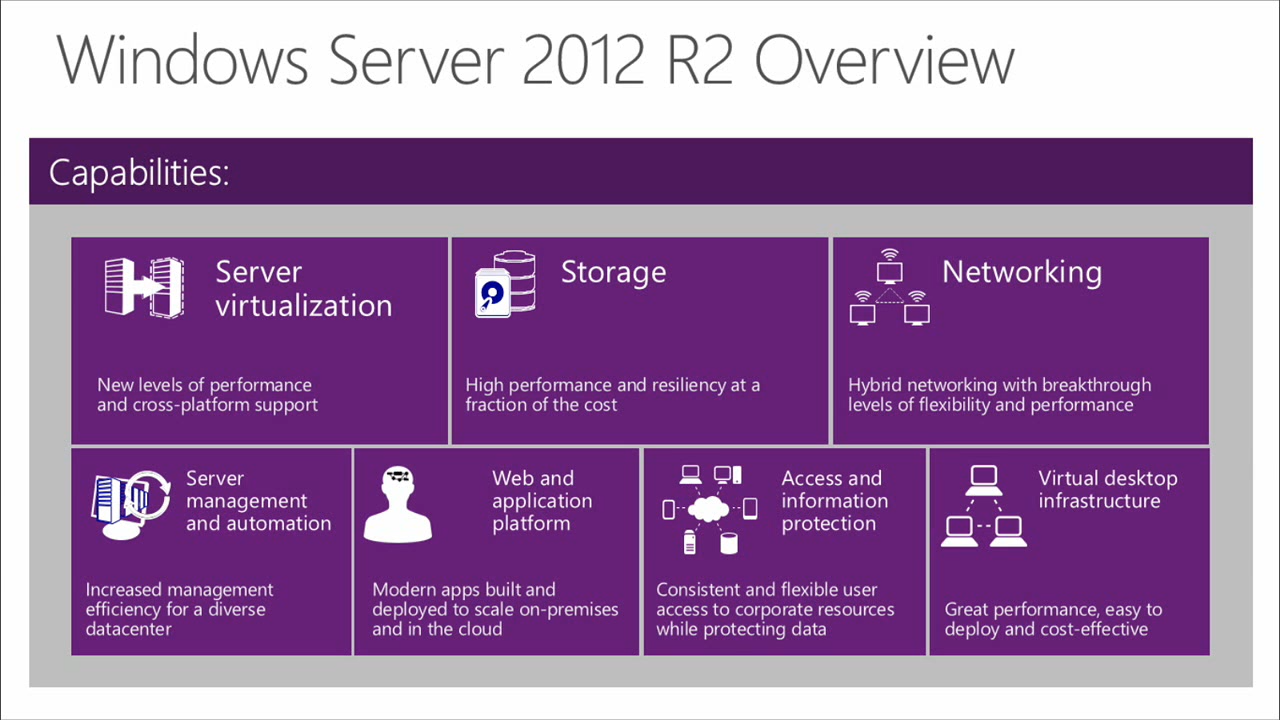 Windows Server 2012 R2 Overview
Capabilities:
Server
virtualization
New levels of performance
and cross-platform support
Storage
High performance and resiliency at a
fraction of the cost
Networking
Hybrid networking with breakthrough
levels of flexibility and performance
Server
management
and automation
Increased management
efficiency for a diverse
datacenter
Web and
application
platform
Modern apps built and
deployed to scale on-premises
and in the cloud
Access and
information
protection
Consistent and flexible user
access to corporate resources
while protecting data
Virtual desktop
infrastructure
Great performance, easy to
deploy and cost-effective